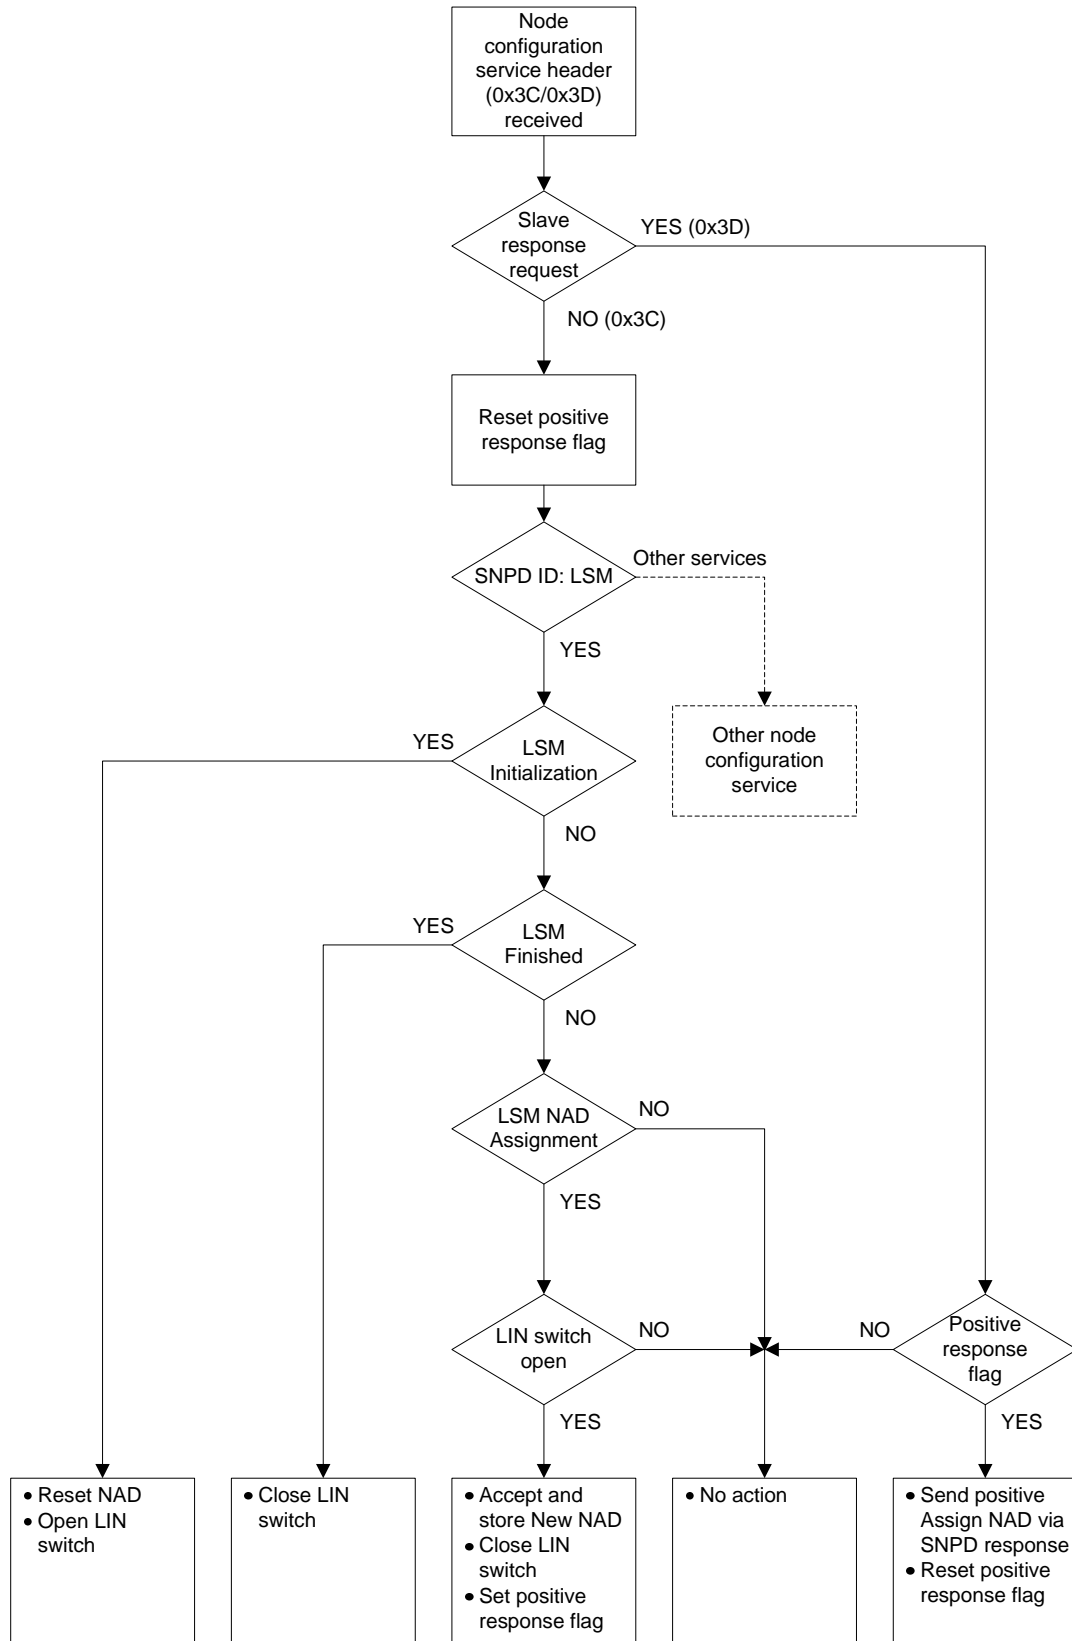 Node
configuration
service header
(0x3C/0x3D)
received
Slave
response
request
YES (0x3D)
NO (0x3C)
Reset positive
response flag
SNPD ID: LSM
Other services
YES
Other node
configuration
service
YES
LSM
Initialization
NO
YES
LSM
Finished
NO
LSM NAD
Assignment
NO
YES
LIN switch
open
NO
YES
NO
Positive
response
flag
YES
• Reset NAD
• Open LIN
switch
• Close LIN
switch
• Accept and
store New NAD
• Close LIN
switch
• Set positive
response flag
• No action
• Send positive
Assign NAD via
SNPD response
• Reset positive
response flag